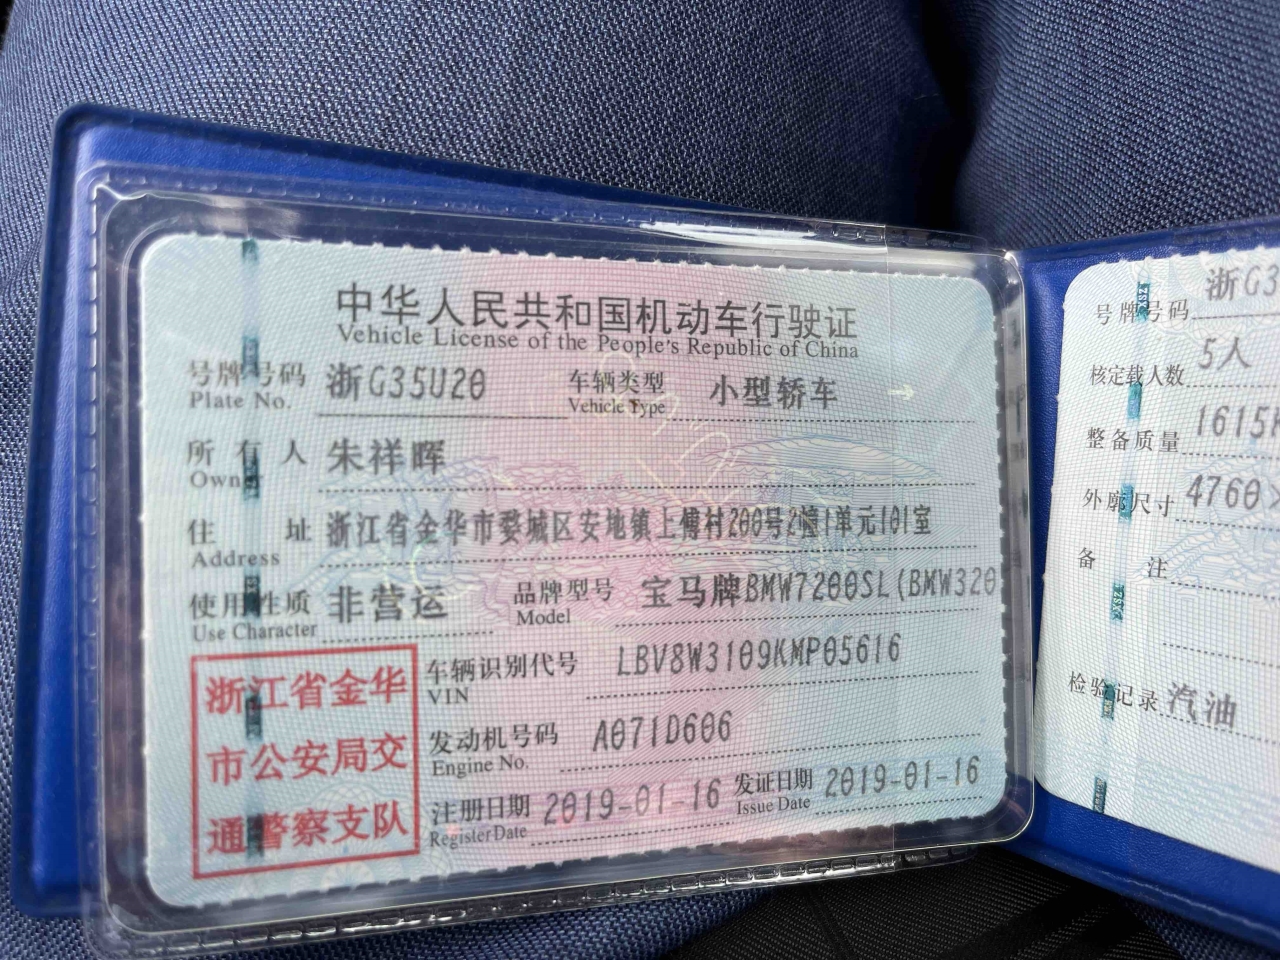 中华人民共和国机动车行驶证
Vehicle License of the People's Republic of China
号牌号码 浙G35U20 车辆类型 小型轿车
Plate No. Vehicle Type
所有人 朱祥晖
Owner
住址 浙江省金华市婺城区安地镇上傅村200号2幢1单元101室
Address
使用性质 非营运 品牌型号 宝马牌BMW7200SL(BMW320
Use Character Model
车辆识别代号 LBV8W3109KMP05616
VIN
发动机号码 A071D606
Engine No.
注册日期 2019-01-16 发证日期 2019-01-16
Register Date Issue Date
浙江省金华
市公安局交
通警察支队
号牌号码 浙G3
核定载人数 5人
整备质量 1615
外廓尺寸 4760×
备注
检验记录 汽油